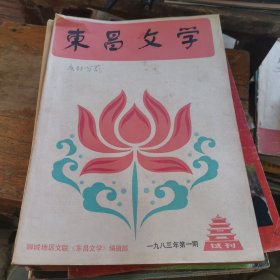 東昌文学
一九八三年第一期
聊城地区文联《东昌文学》编辑部
试刊